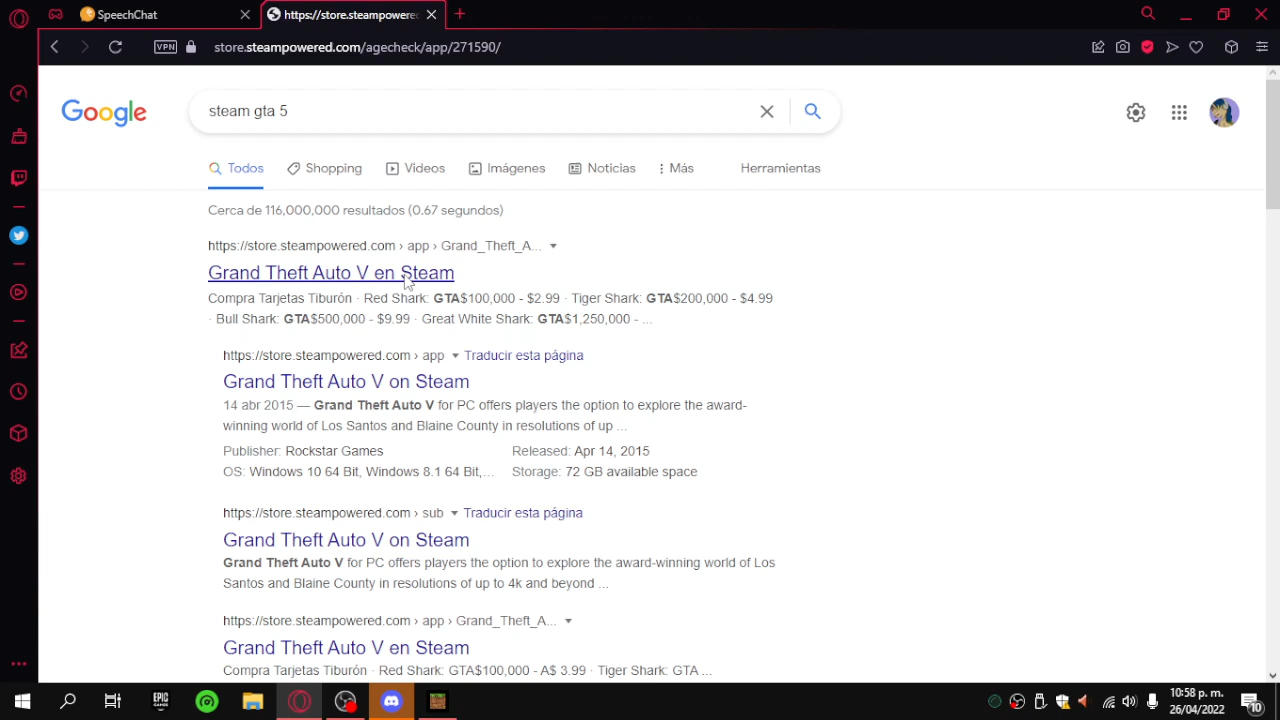 SpeechChat
https://store.steampowere
VPN
store.steampowered.com/agecheck/app/271590/
Google
steam gta 5
Todos
Shopping
Videos
Imágenes
Noticias
Más
Herramientas
Cerca de 116,000,000 resultados (0.67 segundos)
https://store.steampowered.com › app › Grand_Theft_A...
Grand Theft Auto V en Steam
Compra Tarjetas Tiburón · Red Shark: GTA$100,000 - $2.99 · Tiger Shark: GTA$200,000 - $4.99
· Bull Shark: GTA$500,000 - $9.99 · Great White Shark: GTA$1,250,000 - ...
https://store.steampowered.com › app Traducir esta página
Grand Theft Auto V on Steam
14 abr 2015 — Grand Theft Auto V for PC offers players the option to explore the award-
winning world of Los Santos and Blaine County in resolutions of up ...
Publisher: Rockstar Games
Released: Apr 14, 2015
OS: Windows 10 64 Bit, Windows 8.1 64 Bit,...
Storage: 72 GB available space
https://store.steampowered.com › sub Traducir esta página
Grand Theft Auto V on Steam
Grand Theft Auto V for PC offers players the option to explore the award-winning world of Los
Santos and Blaine County in resolutions of up to 4k and beyond ...
https://store.steampowered.com › app › Grand_Theft_A...
Grand Theft Auto V en Steam
Compra Tarjetas Tiburón · Red Shark: GTA$100,000 - A$ 3.99 · Tiger Shark: GTA ...
EPIC
GAMES
10:58 p. m.
26/04/2022
10